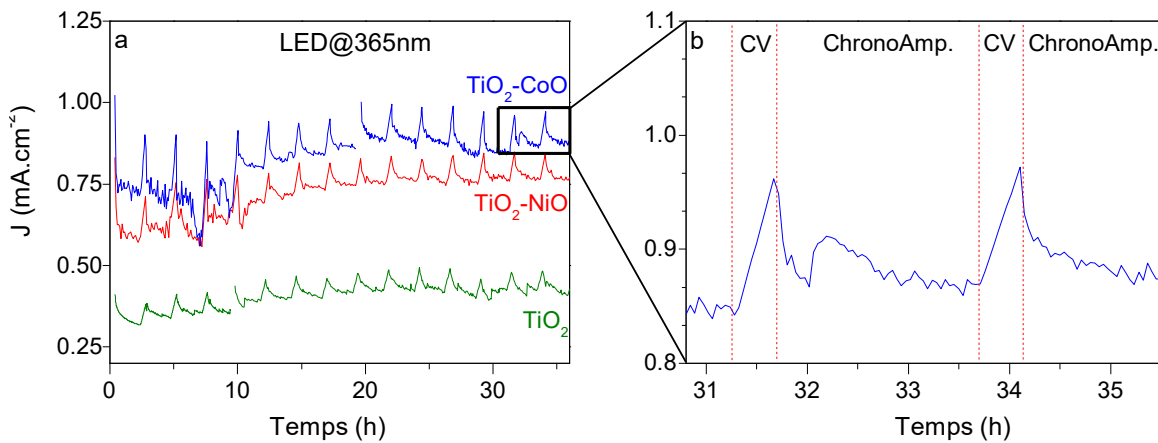 a
LED@365nm
TiO2-CoO
TiO2-NiO
TiO2
J (mA.cm-2)
1.25
1.00
0.75
0.50
0.25
0
10
20
30
Temps (h)
b
CV
ChronoAmp.
CV
ChronoAmp.
1.1
1.0
0.9
0.8
31
32
33
34
35
Temps (h)